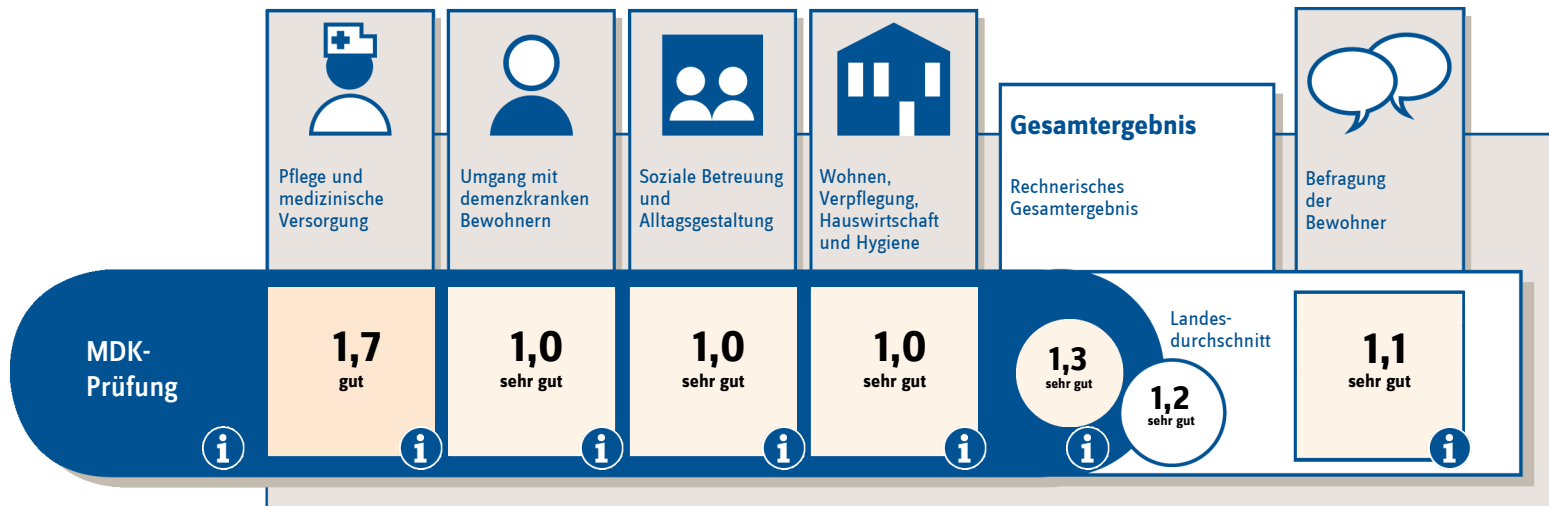 Pflege und
medizinische
Versorgung
Umgang mit
demenzkranken
Bewohnern
Soziale Betreuung
und
Alltagsgestaltung
Wohnen,
Verpflegung,
Hauswirtschaft
und Hygiene
Gesamtergebnis
Rechnerisches
Gesamtergebnis
Befragung
der
Bewohner
MDK-
Prüfung
i
1,7
gut
i
1,0
sehr gut
i
1,0
sehr gut
i
1,0
sehr gut
i
1,3
sehr gut
i
Landes-
durchschnitt
1,2
sehr gut
1,1
sehr gut
i